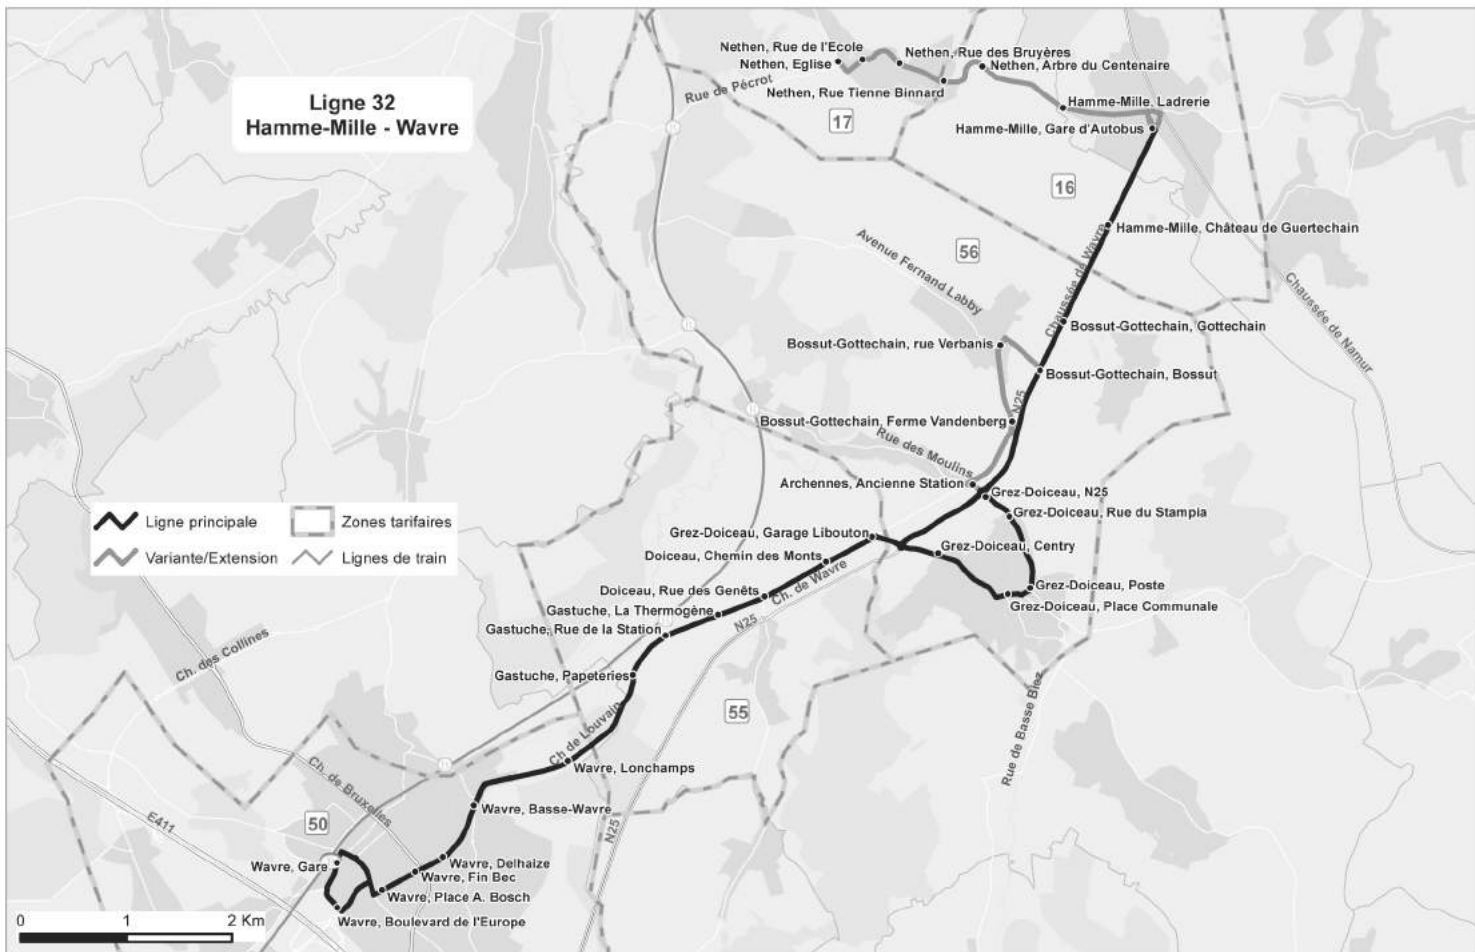 Ligne 32
Hamme-Mille - Wavre
Nethen, Rue de l'Ecole
Nethen, Eglise
Nethen, Rue des Bruyères
Nethen, Arbre du Centenaire
Nethen, Rue Tienne Binnard
Rue de Pécrot
Hamme-Mille, Ladrerie
17
Hamme-Mille, Gare d'Autobus
16
Hamme-Mille, Château de Guertechain
Avenue Fernand Labby
56
Chaussée de Wavre
Chaussée de Namur
Bossut-Gottechain, Gottechain
Bossut-Gottechain, rue Verbanis
Bossut-Gottechain, Bossut
N25
Bossut-Gottechain, Ferme Vandenberg
Rue des Moulins
Archennes, Ancienne Station
Grez-Doiceau, N25
Grez-Doiceau, Rue du Stampia
Ligne principale
Zones tarifaires
Variante/Extension
Lignes de train
Grez-Doiceau, Garage Libouton
Grez-Doiceau, Centry
Doiceau, Chemin des Monts
Ch. de Wavre
Doiceau, Rue des Genêts
Grez-Doiceau, Poste
Grez-Doiceau, Place Communale
Gastuche, La Thermogène
N25
Gastuche, Rue de la Station
Ch. des Collines
Gastuche, Papeteries
Rue de Basse Biez
55
Ch de Louvain
Wavre, Lonchamps
Ch. de Bruxelles
Wavre, Basse-Wavre
E411
50
N25
Wavre, Gare
Wavre, Delhaize
Wavre, Fin Bec
Wavre, Place A. Bosch
Wavre, Boulevard de l'Europe
0 1 2 Km